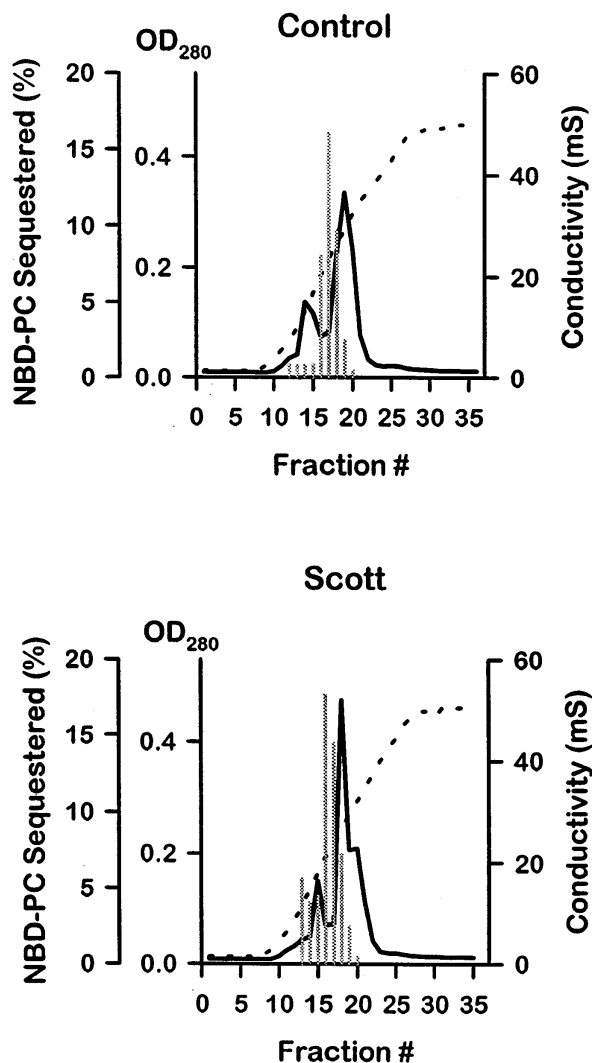 Control
OD280
NBD-PC Sequestered (%)
20
15
10
5
0
0.4
0.2
0.0
60
40
20
0
Conductivity (mS)
0 5 10 15 20 25 30 35
Fraction #
Scott
OD280
NBD-PC Sequestered (%)
20
15
10
5
0
0.4
0.2
0.0
60
40
20
0
Conductivity (mS)
0 5 10 15 20 25 30 35
Fraction #